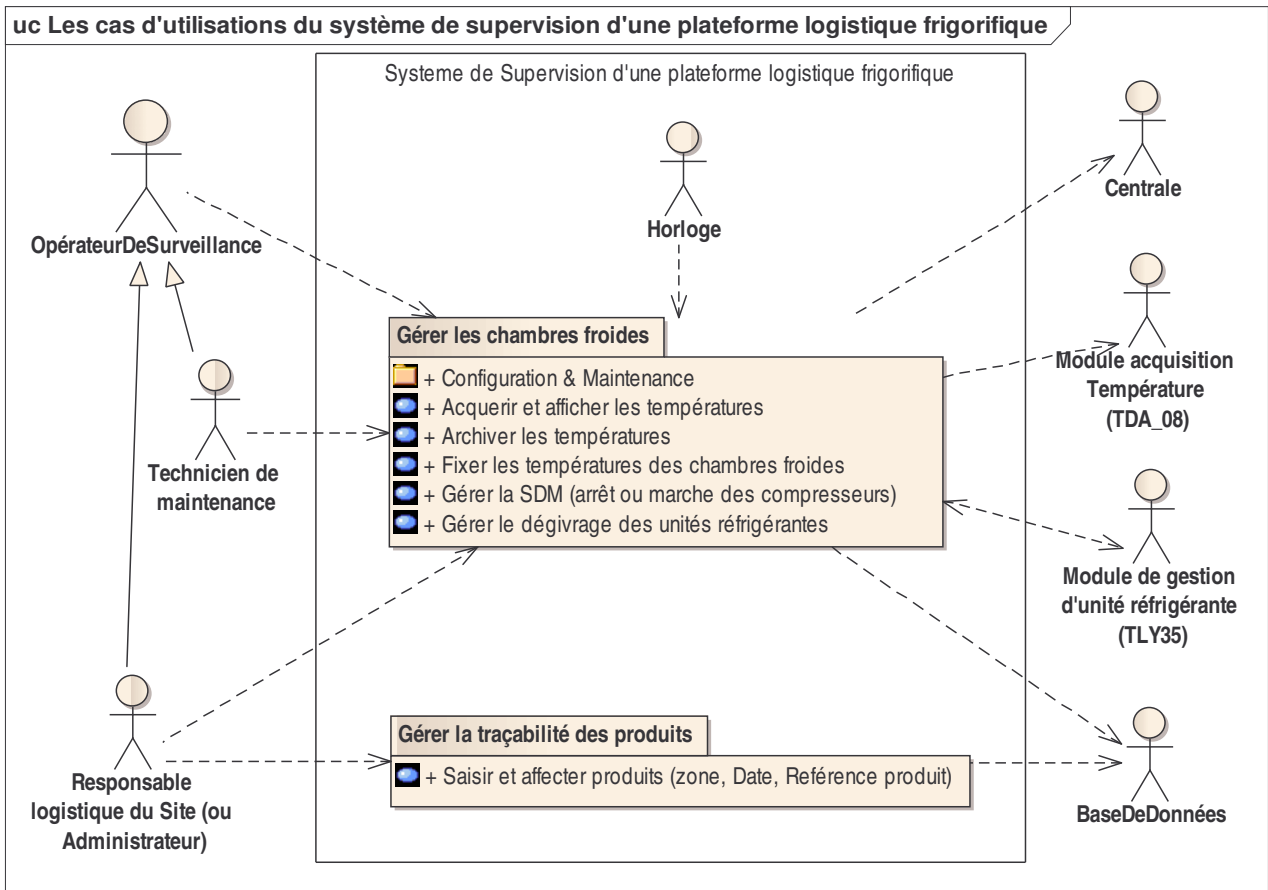 uc Les cas d'utilisations du système de supervision d'une plateforme logistique frigorifique
Systeme de Supervision d'une plateforme logistique frigorifique
OpérateurDeSurveillance
Horloge
Centrale
Gérer les chambres froides
+ Configuration & Maintenance
+ Acquerir et afficher les températures
+ Archiver les températures
+ Fixer les températures des chambres froides
+ Gérer la SDM (arrêt ou marche des compresseurs)
+ Gérer le dégivrage des unités réfrigérantes
Module acquisition
Température
(TDA_08)
Technicien de
maintenance
Module de gestion
d'unité réfrigérante
(TLY35)
Gérer la traçabilité des produits
+ Saisir et affecter produits (zone, Date, Reférence produit)
Responsable
logistique du Site (ou
Administrateur)
BaseDeDonnées